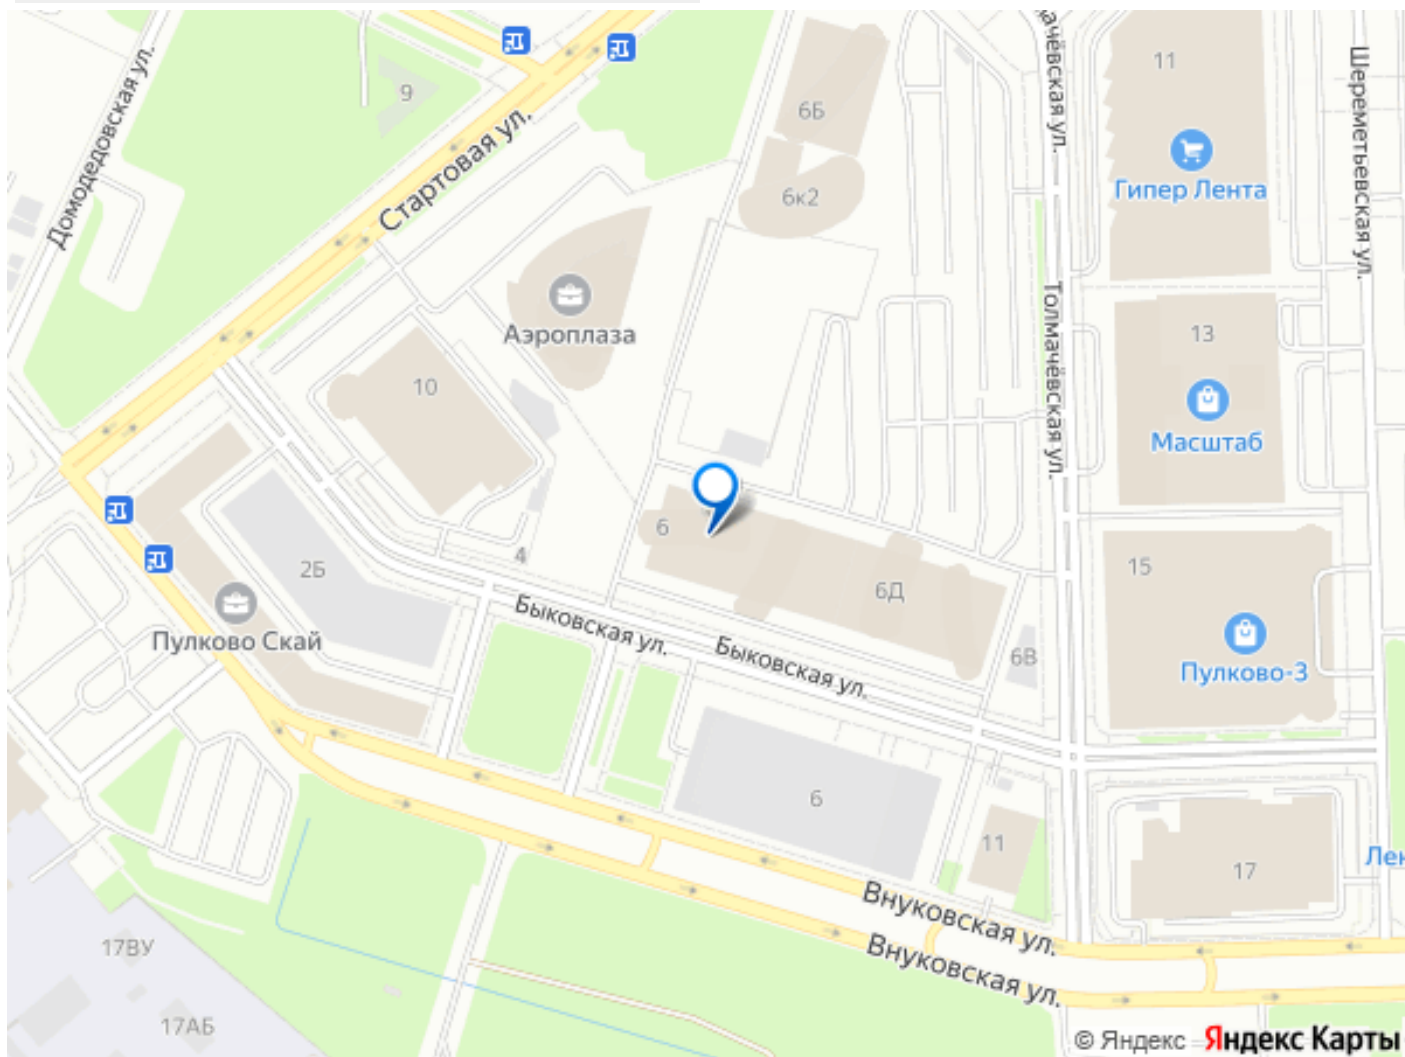 Домодедовская ул.
9
Стартовая ул.
6Б
6к2
11
Гипер Лента
Шереметьевская ул.
Толмачёвская ул.
Аэроплаза
10
13
Масштаб
6
6Д
15
Пулково-3
4
2Б
Пулково Скай
Быковская ул.
Быковская ул.
6В
6
11
17
Внуковская ул.
Внуковская ул.
17ВУ
17АБ
© Яндекс Яндекс Карты